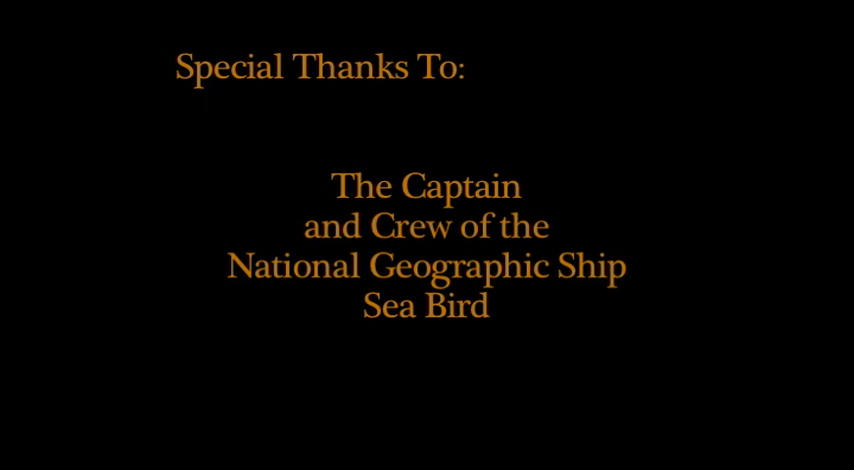 Special Thanks To:
The Captain
and Crew of the
National Geographic Ship
Sea Bird